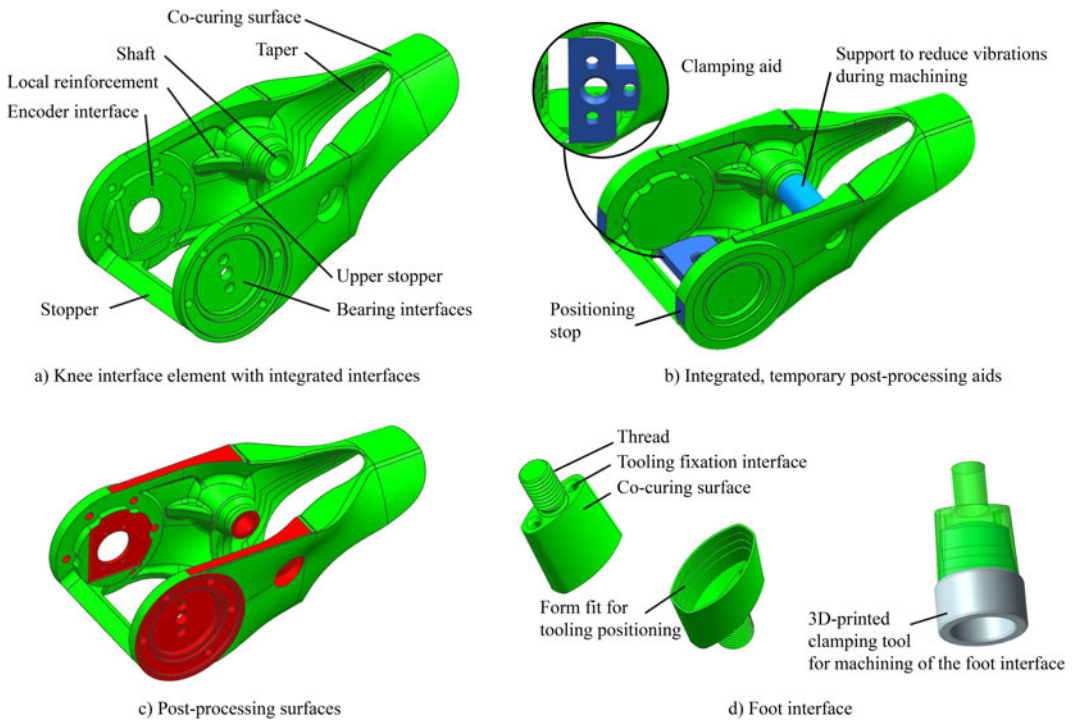 Co-curing surface
Shaft
Taper
Local reinforcement
Encoder interface
Upper stopper
Stopper
Bearing interfaces
a) Knee interface element with integrated interfaces
Clamping aid
Support to reduce vibrations
during machining
Positioning
stop
b) Integrated, temporary post-processing aids
c) Post-processing surfaces
Thread
Tooling fixation interface
Co-curing surface
Form fit for
tooling positioning
3D-printed
clamping tool
for machining of the foot interface
d) Foot interface